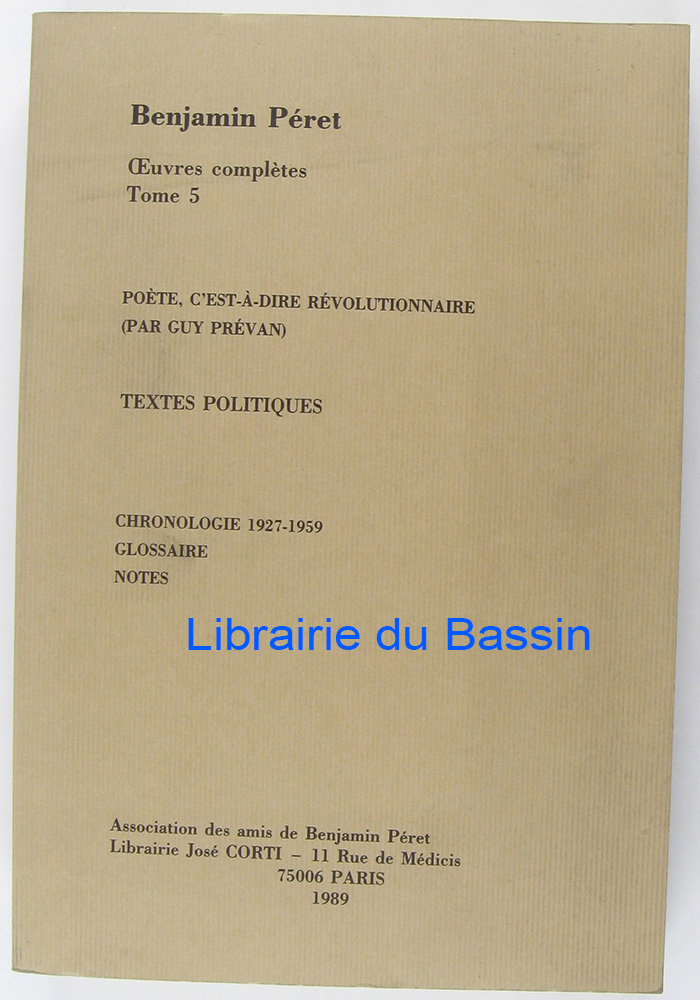 Benjamin Péret
Œuvres complètes
Tome 5
POÈTE, C'EST-À-DIRE RÉVOLUTIONNAIRE
(PAR GUY PRÉVAN)
TEXTES POLITIQUES
CHRONOLOGIE 1927-1959
GLOSSAIRE
NOTES
Librairie du Bassin
Association des amis de Benjamin Péret
Librairie José CORTI – 11 Rue de Médicis
75006 PARIS
1989